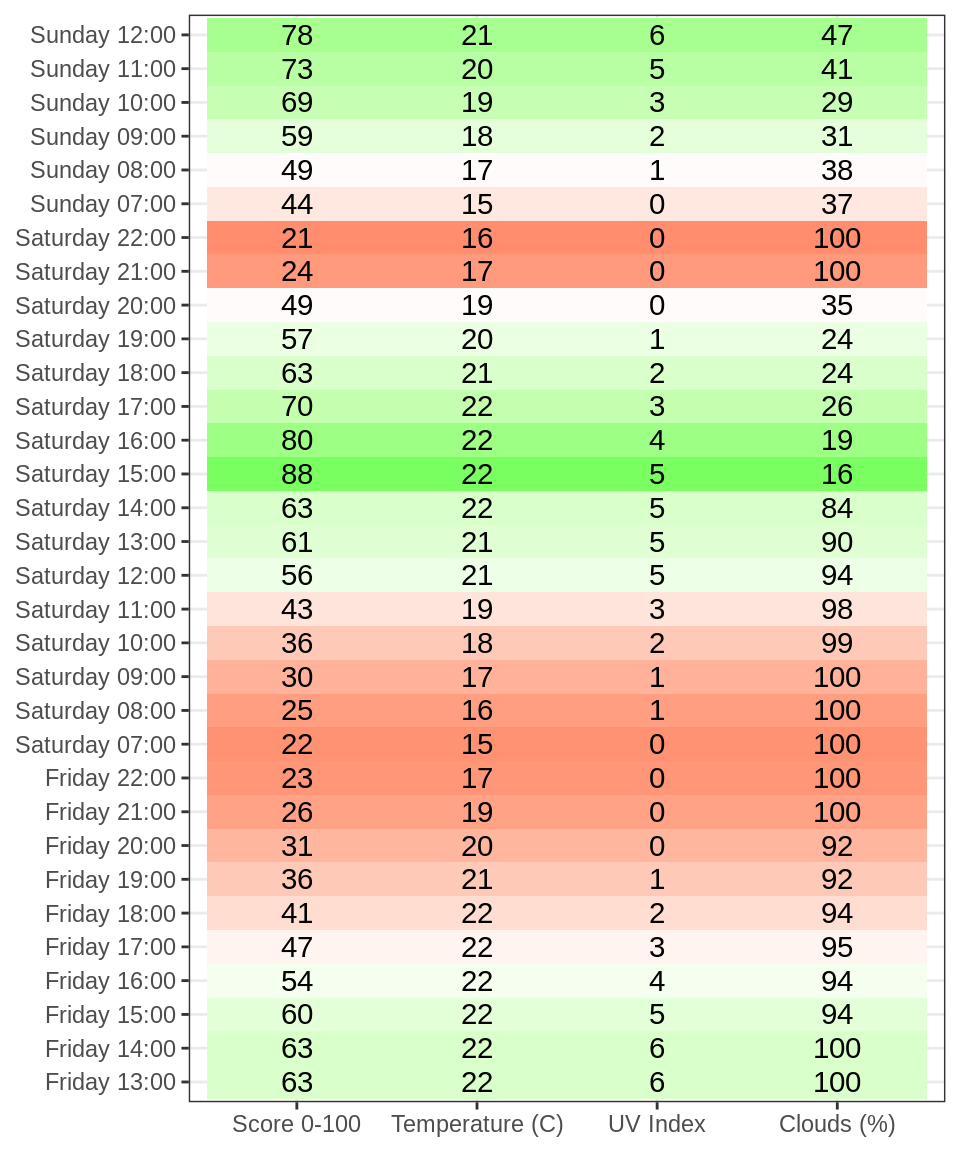 Sunday 12:00 78 21 6 47
Sunday 11:00 73 20 5 41
Sunday 10:00 69 19 3 29
Sunday 09:00 59 18 2 31
Sunday 08:00 49 17 1 38
Sunday 07:00 44 15 0 37
Saturday 22:00 21 16 0 100
Saturday 21:00 24 17 0 100
Saturday 20:00 49 19 0 35
Saturday 19:00 57 20 1 24
Saturday 18:00 63 21 2 24
Saturday 17:00 70 22 3 26
Saturday 16:00 80 22 4 19
Saturday 15:00 88 22 5 16
Saturday 14:00 63 22 5 84
Saturday 13:00 61 21 5 90
Saturday 12:00 56 21 5 94
Saturday 11:00 43 19 3 98
Saturday 10:00 36 18 2 99
Saturday 09:00 30 17 1 100
Saturday 08:00 25 16 1 100
Saturday 07:00 22 15 0 100
Friday 22:00 23 17 0 100
Friday 21:00 26 19 0 100
Friday 20:00 31 20 0 92
Friday 19:00 36 21 1 92
Friday 18:00 41 22 2 94
Friday 17:00 47 22 3 95
Friday 16:00 54 22 4 94
Friday 15:00 60 22 5 94
Friday 14:00 63 22 6 100
Friday 13:00 63 22 6 100
Score 0-100 Temperature (C) UV Index Clouds (%)